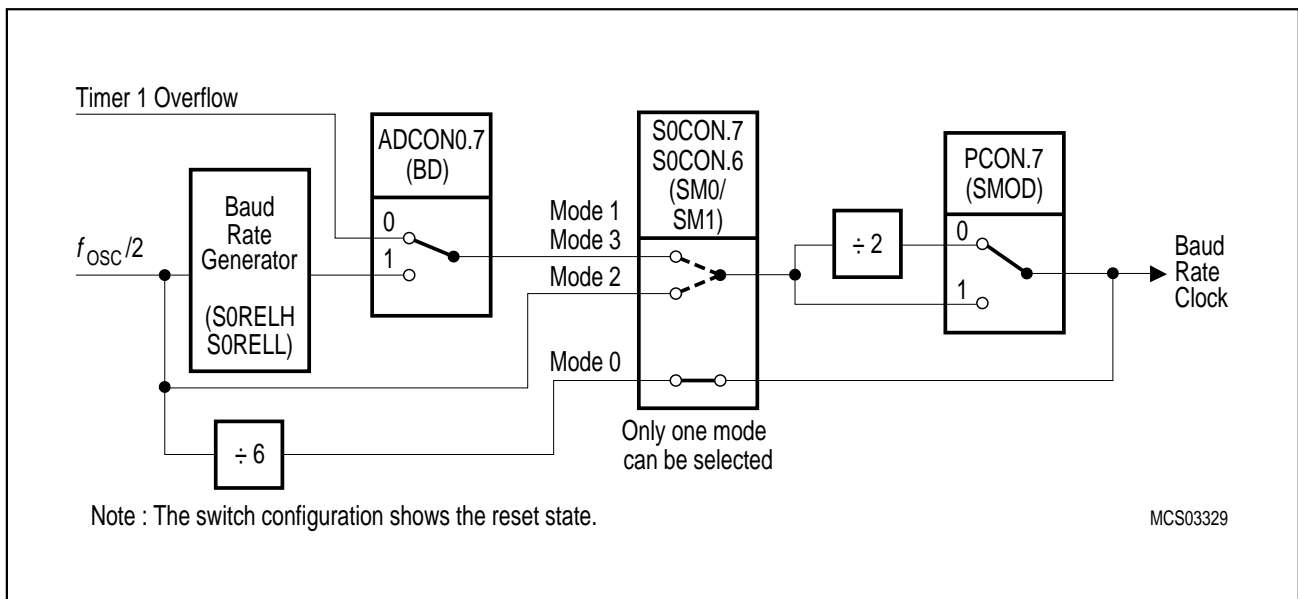 Timer 1 Overflow
ADCON0.7
(BD)
0
1
f OSC /2
Baud
Rate
Generator
(S0RELH
S0RELL)
÷ 6
Mode 1
Mode 3
Mode 2
Mode 0
S0CON.7
S0CON.6
(SM0/
SM1)
Only one mode
can be selected
÷ 2
PCON.7
(SMOD)
0
1
Baud
Rate
Clock
Note : The switch configuration shows the reset state.
MCS03329